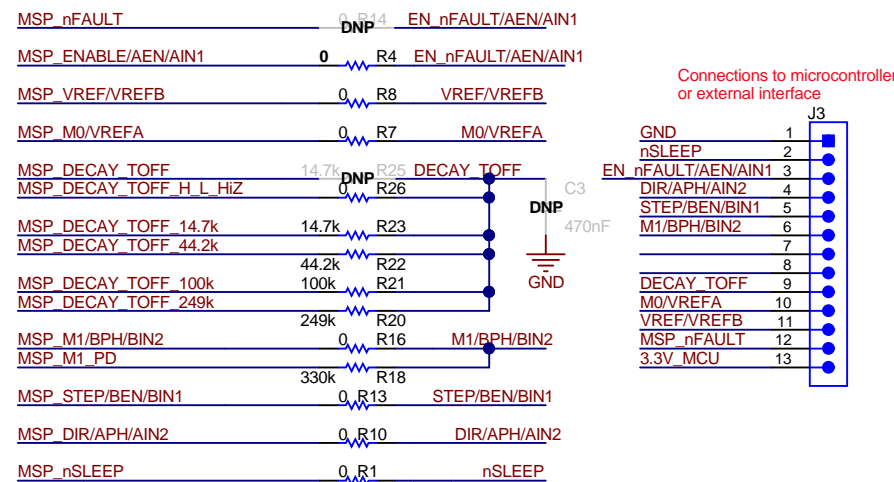 MSP_nFAULT 0 R14 DNP EN_nFAULT/AEN/AIN1
MSP_ENABLE/AEN/AIN1 0 R4 EN_nFAULT/AEN/AIN1
MSP_VREF/VREFB 0 R8 VREF/VREFB
MSP_M0/VREFA 0 R7 M0/VREFA
MSP_DECAY_TOFF 14.7k DNP R25 DECAY_TOFF
MSP_DECAY_TOFF_H_L_HiZ 0 R26
MSP_DECAY_TOFF_14.7k 14.7k R23
MSP_DECAY_TOFF_44.2k
44.2k R22
MSP_DECAY_TOFF_100k 100k R21
MSP_DECAY_TOFF_249k
249k R20
MSP_M1/BPH/BIN2 0 R16 M1/BPH/BIN2
MSP_M1_PD
330k R18
MSP_STEP/BEN/BIN1 0 R13 STEP/BEN/BIN1
MSP_DIR/APH/AIN2 0 R10 DIR/APH/AIN2
MSP_nSLEEP 0 R1 nSLEEP
C3
DNP
470nF
GND
Connections to microcontroller
or external interface
J3
GND 1
nSLEEP 2
EN_nFAULT/AEN/AIN1 3
DIR/APH/AIN2 4
STEP/BEN/BIN1 5
M1/BPH/BIN2 6
7
8
DECAY_TOFF 9
M0/VREFA 10
VREF/VREFB 11
MSP_nFAULT 12
3.3V_MCU 13